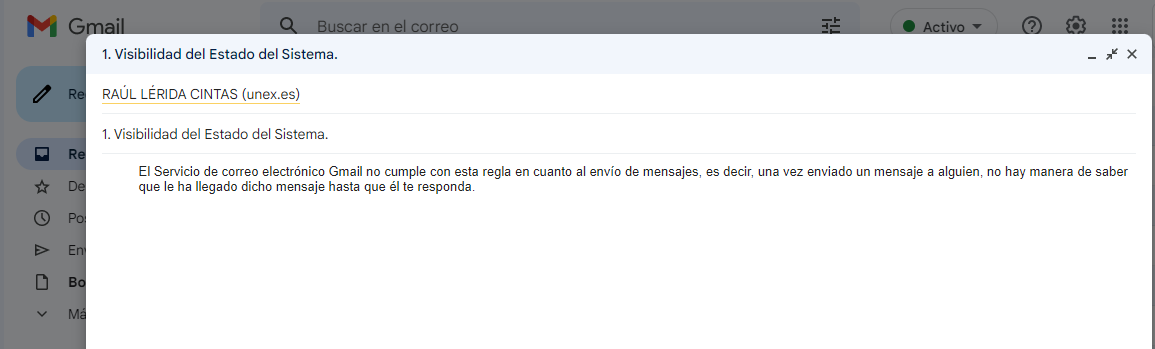 Gmail
Buscar en el correo
Activo
1. Visibilidad del Estado del Sistema.
Re
RAÚL LÉRIDA CINTAS (unex.es)
1. Visibilidad del Estado del Sistema.
Re
El Servicio de correo electrónico Gmail no cumple con esta regla en cuanto al envío de mensajes, es decir, una vez enviado un mensaje a alguien, no hay manera de saber
que le ha llegado dicho mensaje hasta que él te responda.
De
Pos
Env
Bo
Má